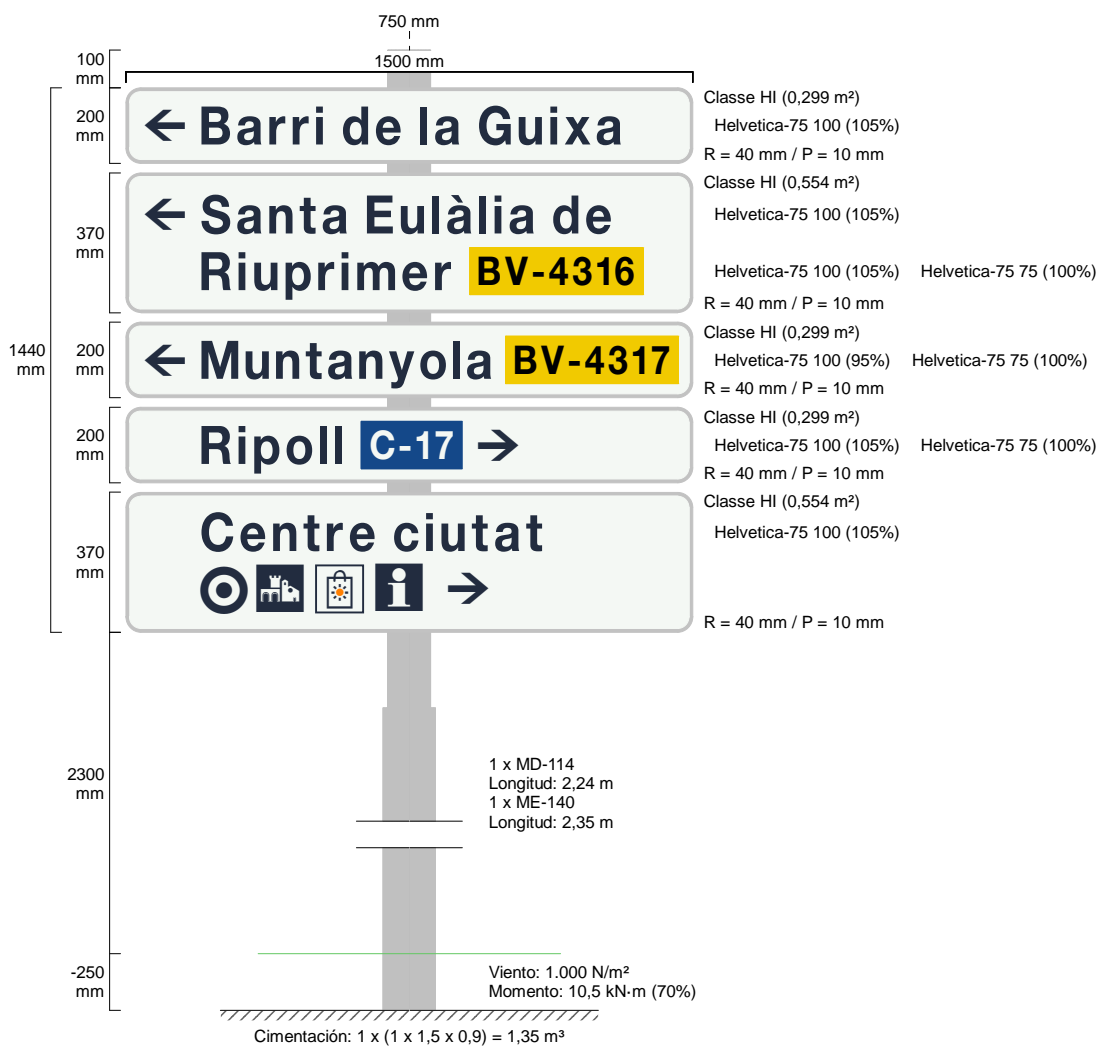 750 mm
100
mm
1500 mm
Classe HI (0,299 m²)
200
mm
← Barri de la Guixa
Helvetica-75 100 (105%)
R = 40 mm / P = 10 mm
Classe HI (0,554 m²)
← Santa Eulàlia de
Helvetica-75 100 (105%)
370
mm
Riuprimer BV-4316
Helvetica-75 100 (105%) Helvetica-75 75 (100%)
R = 40 mm / P = 10 mm
Classe HI (0,299 m²)
1440
mm
200
mm
← Muntanyola BV-4317
Helvetica-75 100 (95%) Helvetica-75 75 (100%)
R = 40 mm / P = 10 mm
Classe HI (0,299 m²)
200
mm
Ripoll C-17 →
Helvetica-75 100 (105%) Helvetica-75 75 (100%)
R = 40 mm / P = 10 mm
Classe HI (0,554 m²)
Centre ciutat
Helvetica-75 100 (105%)
370
mm
i →
R = 40 mm / P = 10 mm
2300
mm
1 x MD-114
Longitud: 2,24 m
1 x ME-140
Longitud: 2,35 m
-250
mm
Viento: 1.000 N/m²
Momento: 10,5 kN·m (70%)
Cimentación: 1 x (1 x 1,5 x 0,9) = 1,35 m³